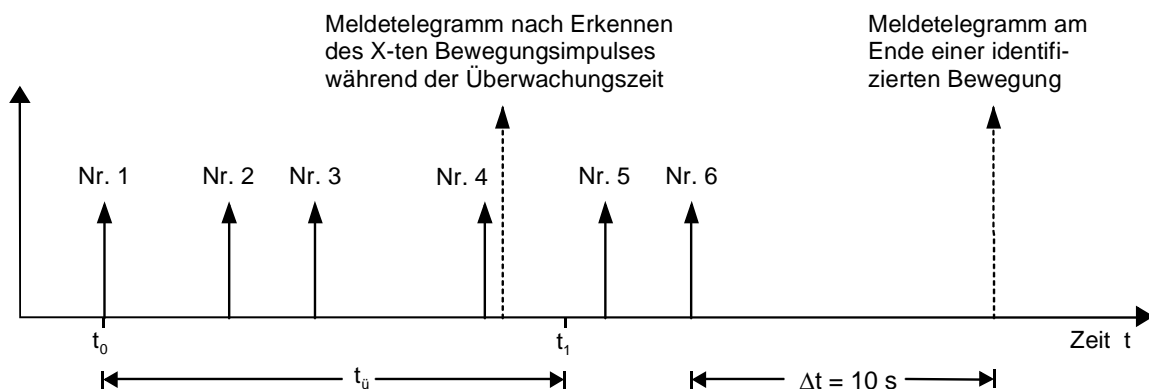 Meldetelegramm nach Erkennen
des X-ten Bewegungsimpulses
während der Überwachungszeit
Meldetelegramm am
Ende einer identifi-
zierten Bewegung
Nr. 1
Nr. 2
Nr. 3
Nr. 4
Nr. 5
Nr. 6
t₀
t₁
Zeit t
tü
Δt = 10 s